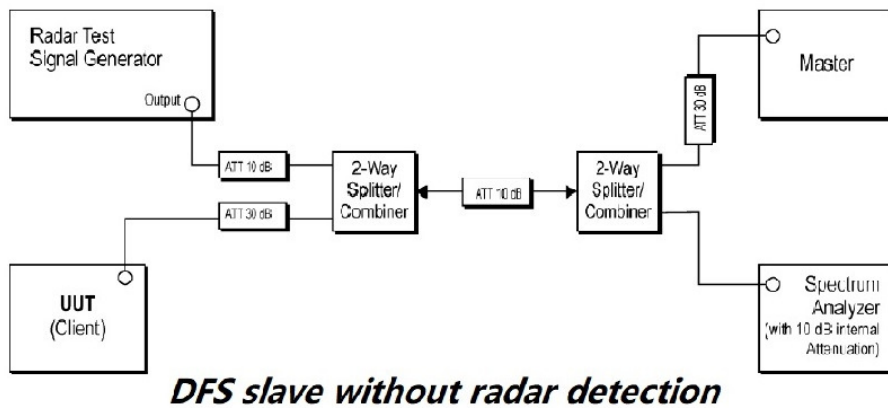 Radar Test
Signal Generator
Output
ATT 10 dB
ATT 30 dB
2-Way
Splitter/
Combiner
ATT 10 dB
2-Way
Splitter/
Combiner
ATT 30 dB
Master
UUT
(Client)
Spectrum
Analyzer
(with 10 dB internal
Attenuation)
DFS slave without radar detection